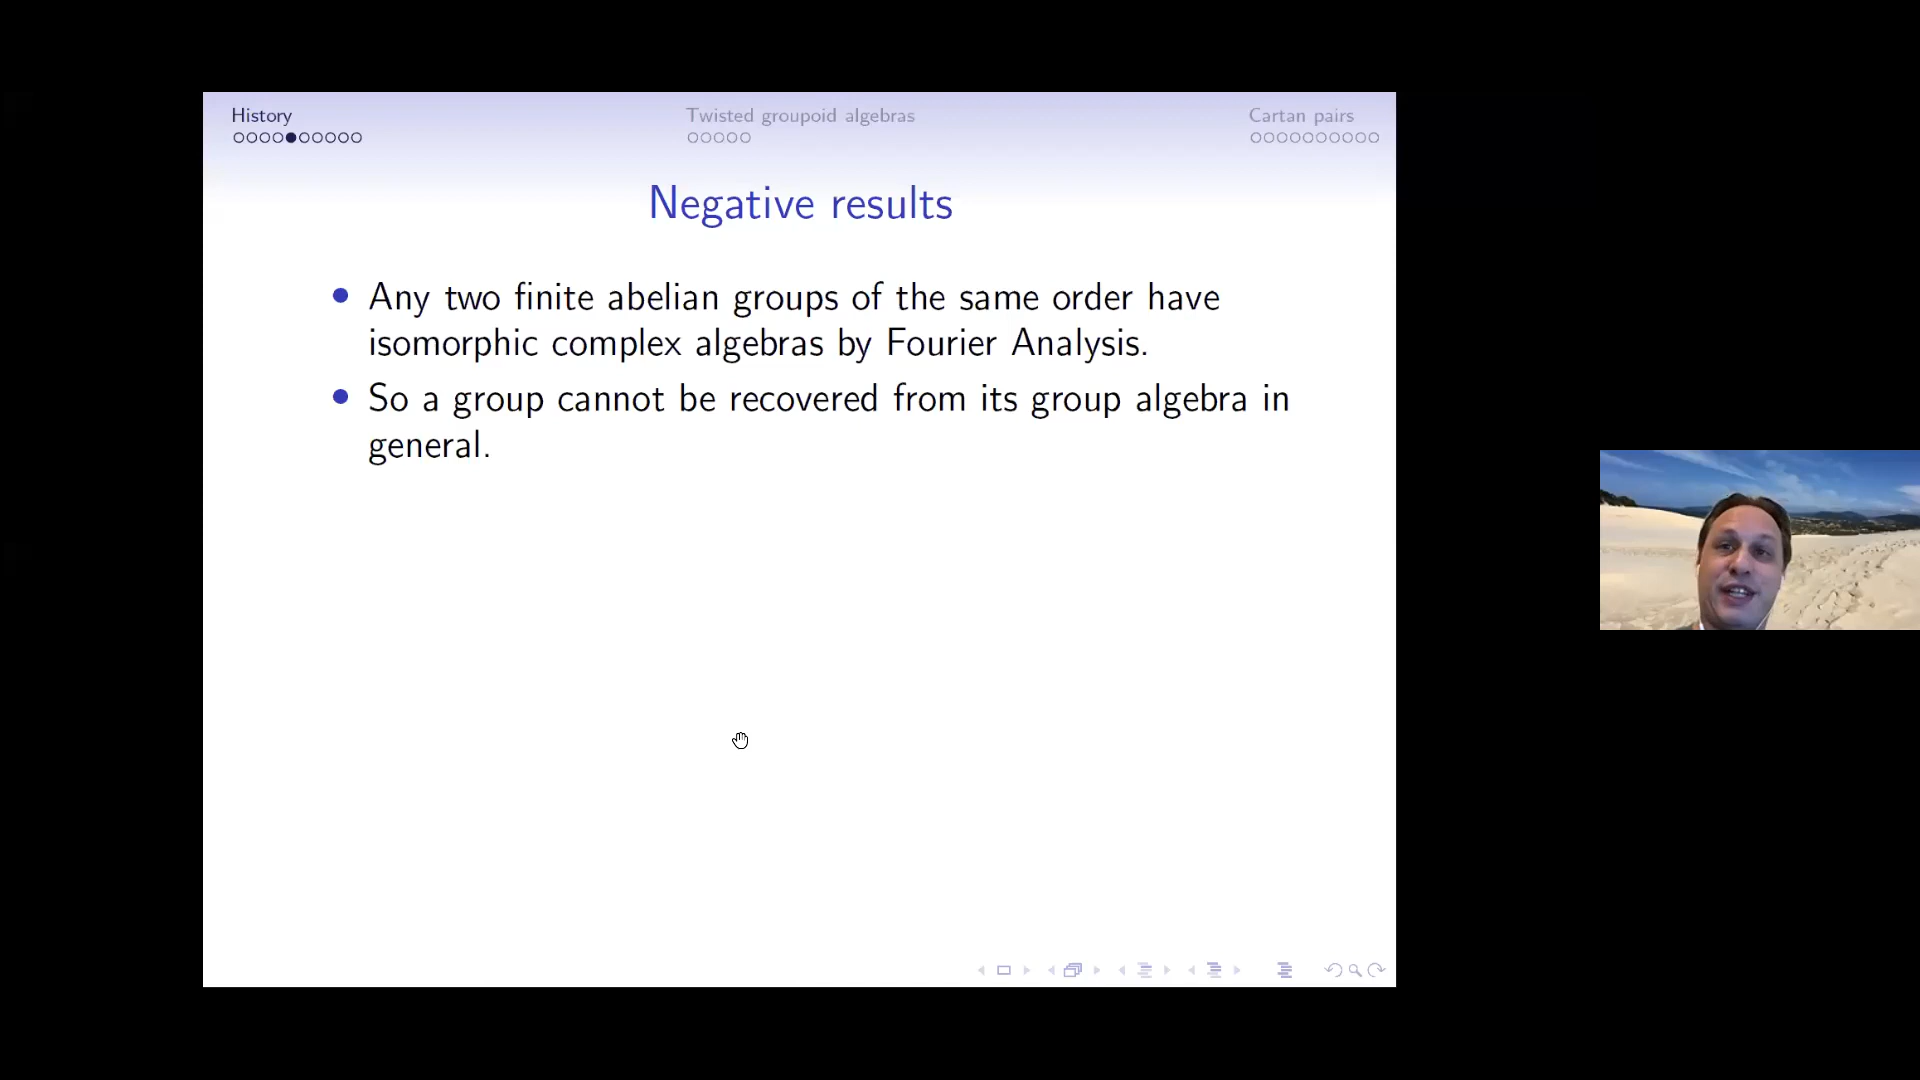 History
Twisted groupoid algebras
Cartan pairs
Negative results
Any two finite abelian groups of the same order have
isomorphic complex algebras by Fourier Analysis.
So a group cannot be recovered from its group algebra in
general.